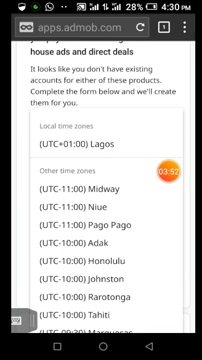 28% 4:30 PM
apps.admob.com
1
house ads and direct deals
It looks like you don't have existing
accounts for either of these products.
Complete the form below and we'll create
them for you.
Local time zones
(UTC+01:00) Lagos
Other time zones
03:52
(UTC-11:00) Midway
(UTC-11:00) Niue
(UTC-11:00) Pago Pago
(UTC-10:00) Adak
(UTC-10:00) Honolulu
(UTC-10:00) Johnston
(UTC-10:00) Rarotonga
(UTC-10:00) Tahiti
(UTC-09:30) Marquesas